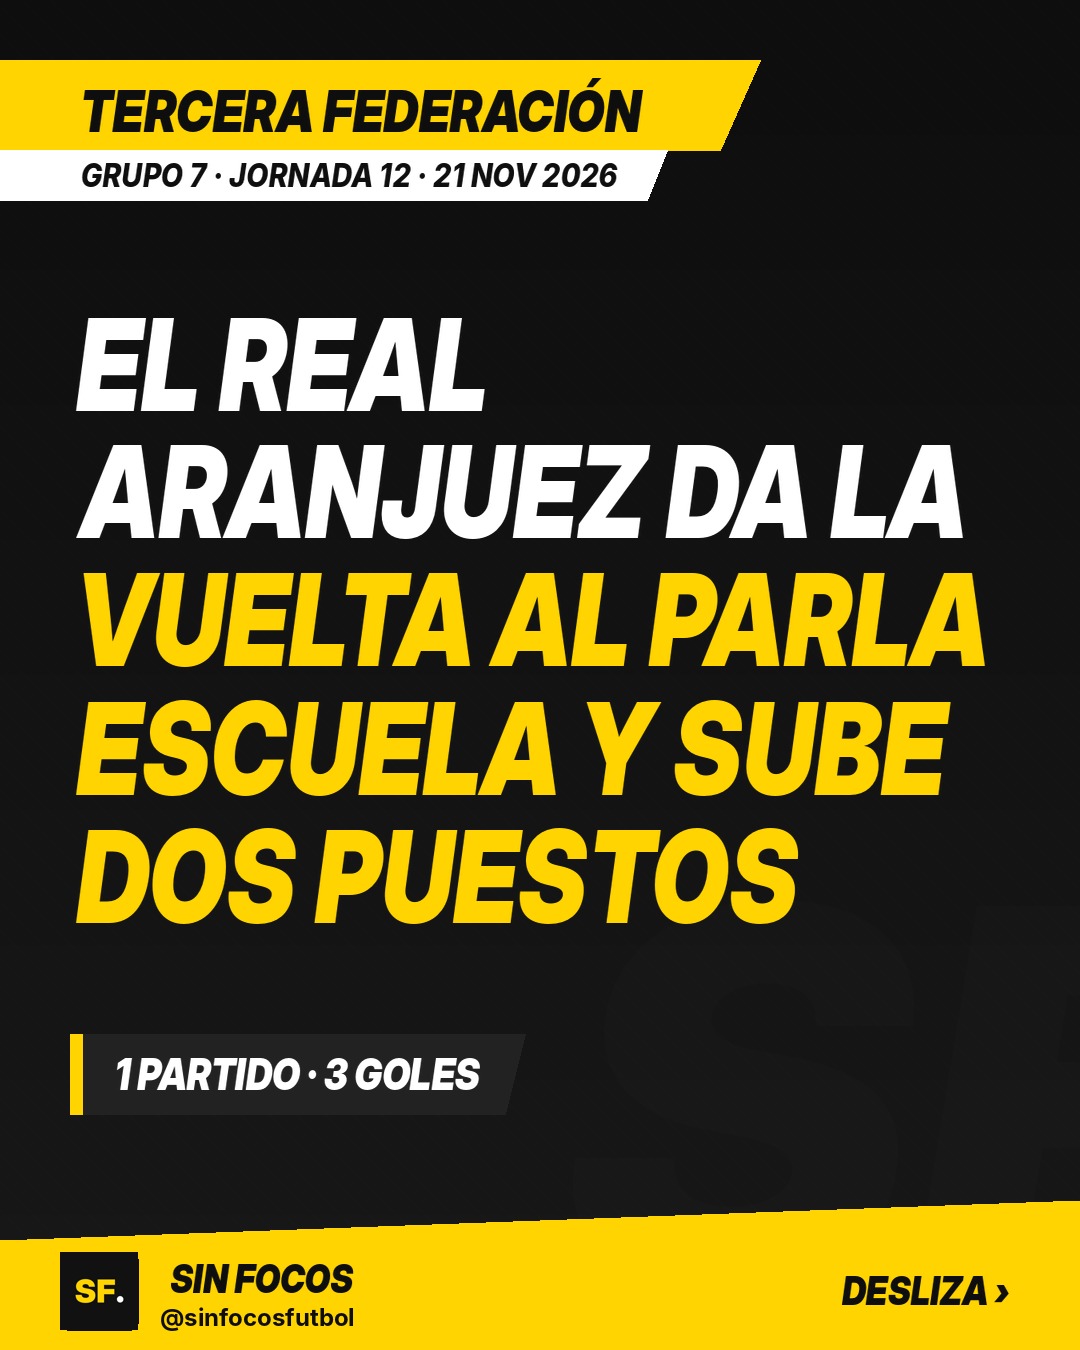 TERCERA FEDERACIÓN
GRUPO 7 · JORNADA 12 · 21 NOV 2026
EL REAL
ARANJUEZ DA LA
VUELTA AL PARLA
ESCUELA Y SUBE
DOS PUESTOS
1 PARTIDO · 3 GOLES
SF.
SIN FOCOS
@sinfocosfutbol
DESLIZA ›